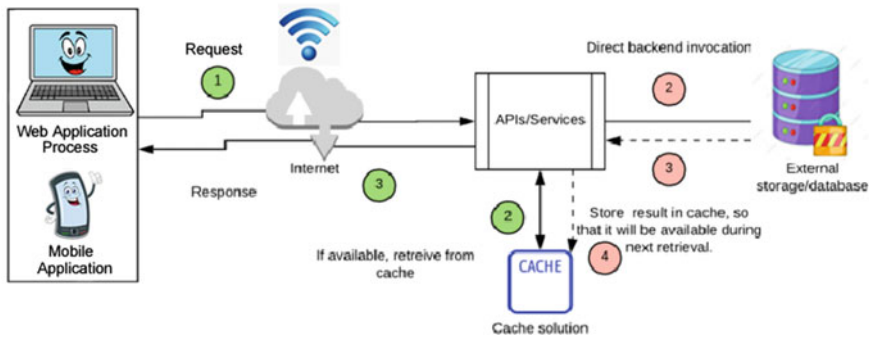 Request
Direct backend invocation
1
2
Web Application
Process
APIs/Services
Internet
3
3
External
storage/database
Response
2
Store result in cache, so
that it will be available during
next retrieval.
Mobile
Application
If available, retreive from
cache
CACHE
4
Cache solution